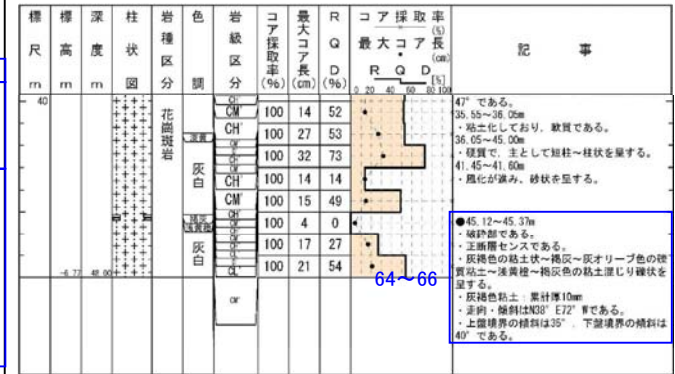 標尺 m
標高 m
深度 m
柱状図
岩種区分
色調
岩級区分
コア採取率(%)
最大コア長(cm)
RQD(%)
コア採取率(%)
最大コア長(cm)
RQD[%]
0 20 40 60 80 100
記事
40
花崗斑岩
灰白
灰白
CM'
CH'
CH'
CM'
CL'
100 14 52
100 27 53
100 32 73
100 14 14
100 15 49
100 4 0
100 17 27
100 21 54
-6.77 48.00
64～66
47°である。
35.55～36.05m
・粘土化しており、軟質である。
36.05～45.00m
・硬質で、主として短柱～柱状を呈する。
41.45～41.60m
・風化が進み、砂状を呈する。
●45.12～45.37m
・破砕部である。
・正断層センスである。
・灰褐色の粘土状～褐灰～灰オリーブ色の礫
質粘土～浅黄橙～褐灰色の粘土混じり礫状を
呈する。
・灰褐色粘土：累計厚10mm
・走向・傾斜はN38°E72°Wである。
・上盤境界の傾斜は35°、下盤境界の傾斜は
40°である。